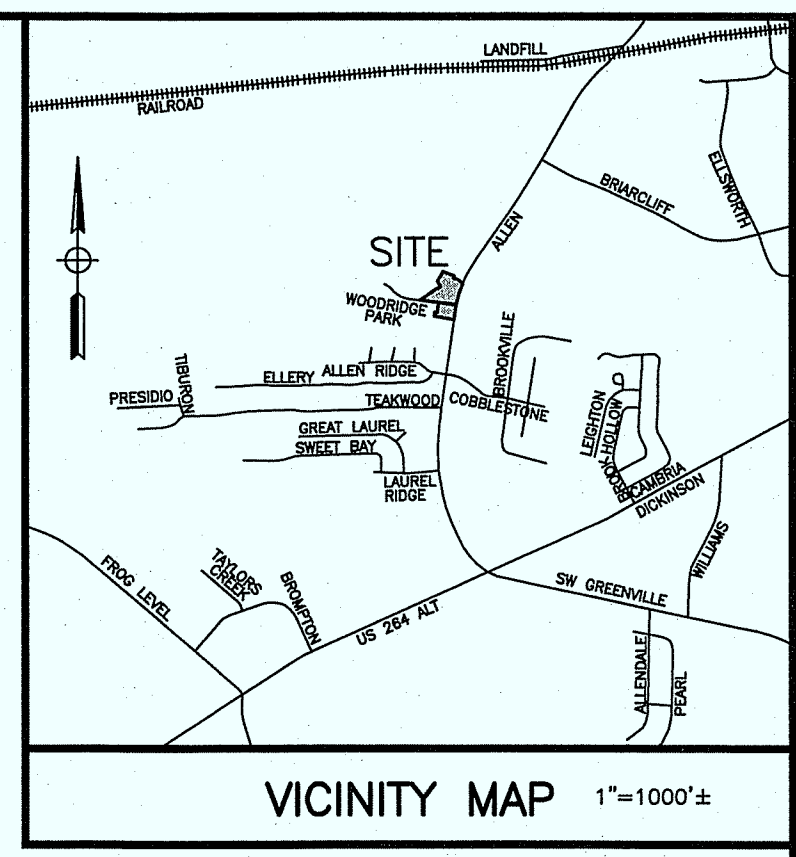 LANDFILL
RAILROAD
ELLSWORTH
BRIARCLIFF
ALLEN
SITE
WOODRIDGE
PARK
BROOKVILLE
ALLEN RIDGE
ELLERY
TIBURON
PRESIDIO
TEAKWOOD
COBBLESTONE
LEIGHTON
BROOK-HOLLOW
GREAT LAUREL
SWEET BAY
LAUREL
RIDGE
CAMBRIA
DICKINSON
WILLIAMS
FROG LEVEL
TAYLORS
CREEK
BROMPTON
US 264 ALT
SW GREENVILLE
ALLENDALE
PEARL
VICINITY MAP 1"=1000'±